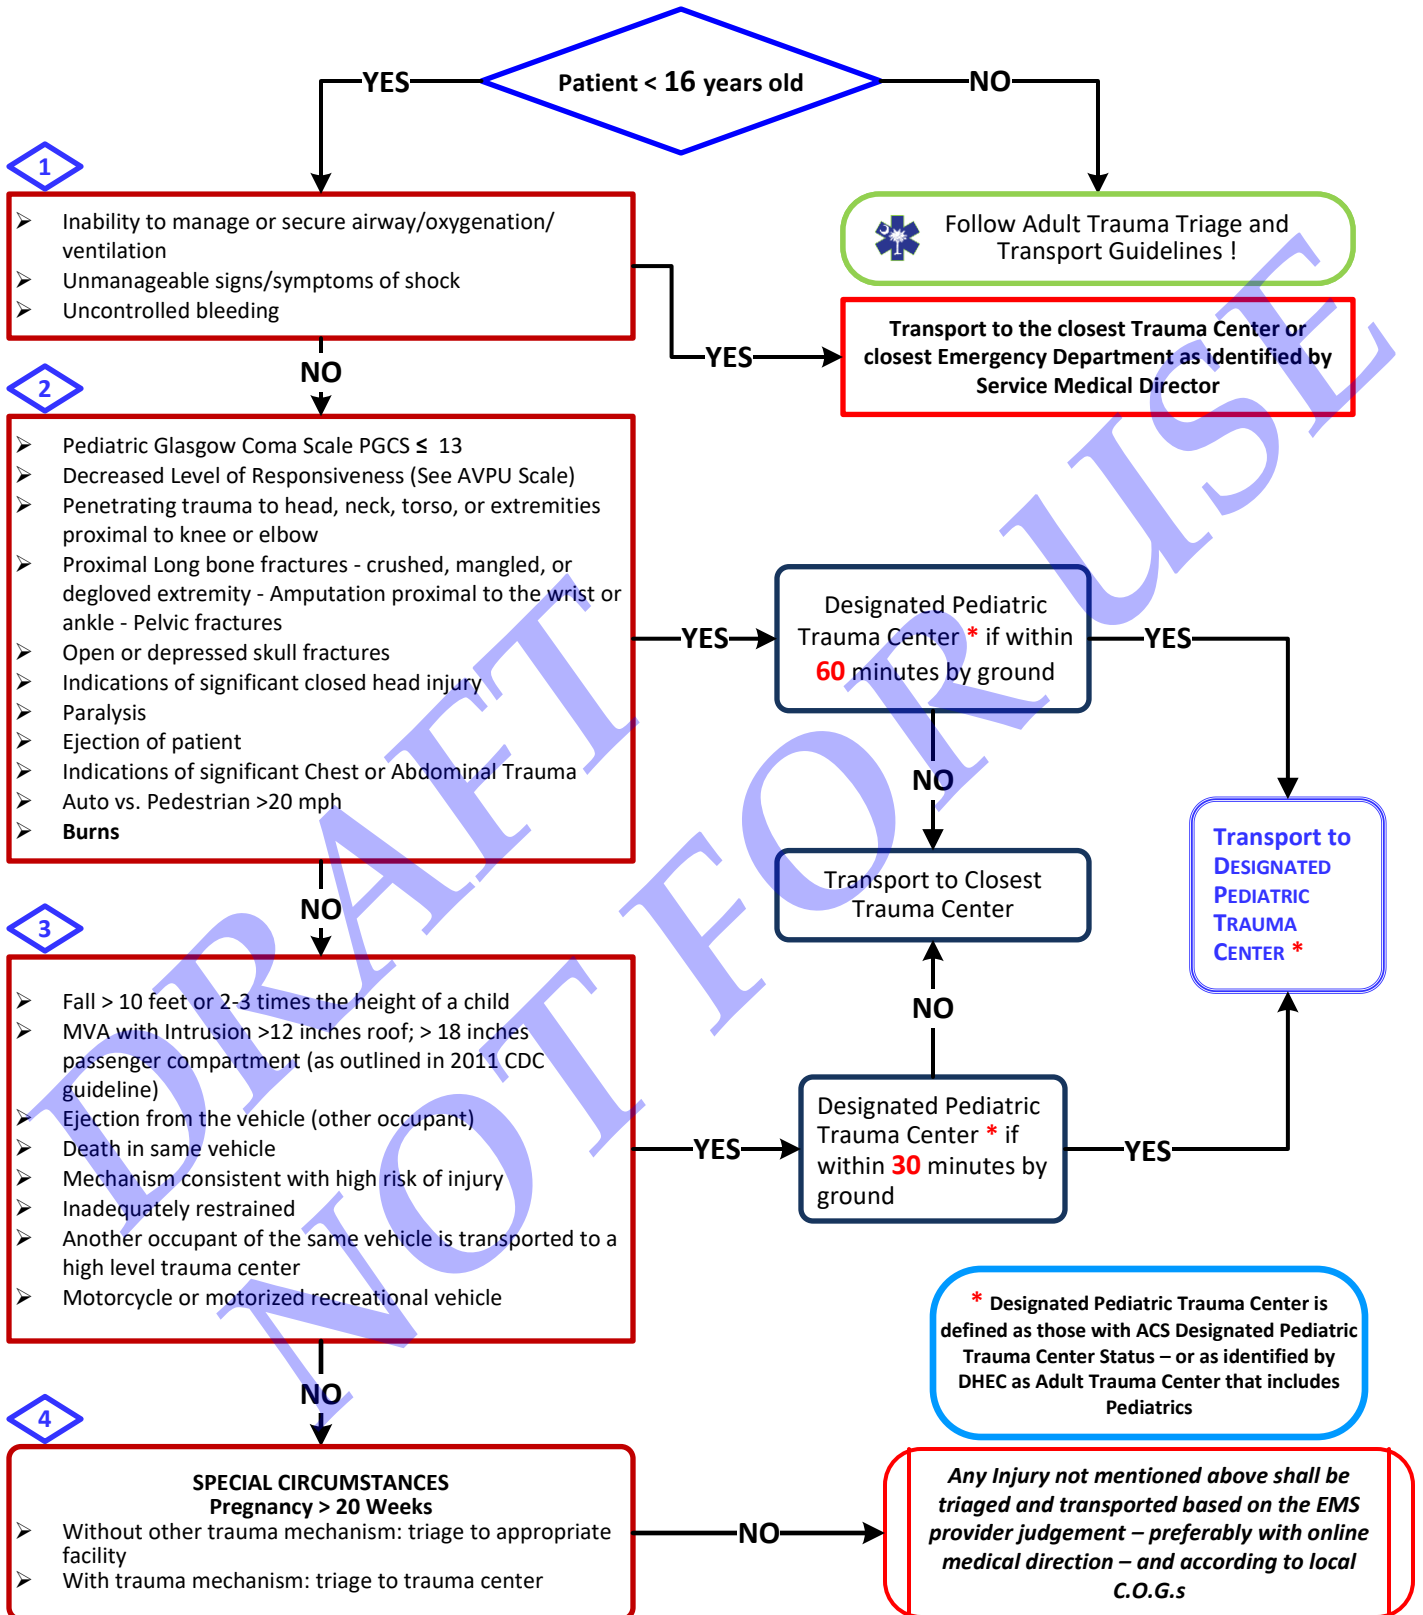 Patient < 16 years old
YES
NO
1
➢ Inability to manage or secure airway/oxygenation/
ventilation
➢ Unmanageable signs/symptoms of shock
➢ Uncontrolled bleeding
Follow Adult Trauma Triage and
Transport Guidelines !
YES
Transport to the closest Trauma Center or
closest Emergency Department as identified by
Service Medical Director
NO
2
➢ Pediatric Glasgow Coma Scale PGCS ≤ 13
➢ Decreased Level of Responsiveness (See AVPU Scale)
➢ Penetrating trauma to head, neck, torso, or extremities
proximal to knee or elbow
➢ Proximal Long bone fractures - crushed, mangled, or
degloved extremity - Amputation proximal to the wrist or
ankle - Pelvic fractures
➢ Open or depressed skull fractures
➢ Indications of significant closed head injury
➢ Paralysis
➢ Ejection of patient
➢ Indications of significant Chest or Abdominal Trauma
➢ Auto vs. Pedestrian >20 mph
➢ Burns
YES
Designated Pediatric
Trauma Center * if within
60 minutes by ground
YES
NO
Transport to Closest
Trauma Center
Transport to
DESIGNATED
PEDIATRIC
TRAUMA
CENTER *
NO
3
➢ Fall > 10 feet or 2-3 times the height of a child
➢ MVA with Intrusion >12 inches roof; > 18 inches
passenger compartment (as outlined in 2011 CDC
guideline)
➢ Ejection from the vehicle (other occupant)
➢ Death in same vehicle
➢ Mechanism consistent with high risk of injury
➢ Inadequately restrained
➢ Another occupant of the same vehicle is transported to a
high level trauma center
➢ Motorcycle or motorized recreational vehicle
NO
YES
Designated Pediatric
Trauma Center * if
within 30 minutes by
ground
YES
* Designated Pediatric Trauma Center is
defined as those with ACS Designated Pediatric
Trauma Center Status – or as identified by
DHEC as Adult Trauma Center that includes
Pediatrics
NO
4
SPECIAL CIRCUMSTANCES
Pregnancy > 20 Weeks
➢ Without other trauma mechanism: triage to appropriate
facility
➢ With trauma mechanism: triage to trauma center
NO
Any Injury not mentioned above shall be
triaged and transported based on the EMS
provider judgement – preferably with online
medical direction – and according to local
C.O.G.s
DRAFT
NOT FOR USE